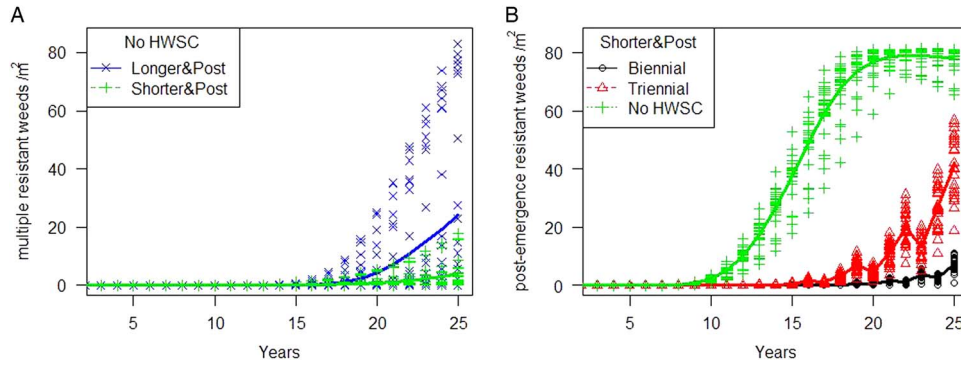 A
No HWSC
Longer&Post
Shorter&Post
multiple resistant weeds /m²
80
60
40
20
0
5 10 15 20 25
Years
B
Shorter&Post
Biennial
Triennial
No HWSC
post-emergence resistant weeds /m²
80
60
40
20
0
5 10 15 20 25
Years